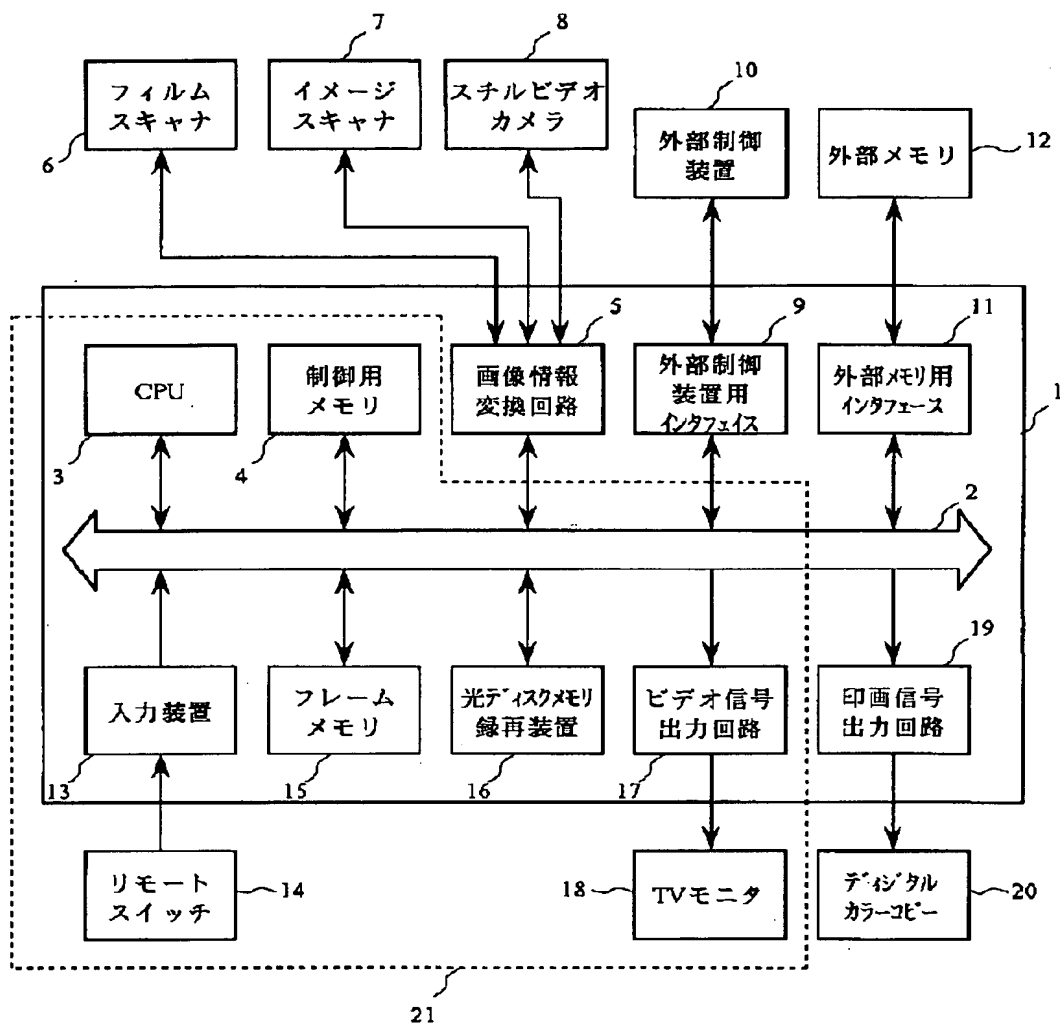 7
8
フィルム
スキャナ
イメージ
スキャナ
スチルビデオ
カメラ
10
外部制御
装置
外部メモリ
12
6
5
9
11
CPU
制御用
メモリ
画像情報
変換回路
外部制御
装置用
インタフェイス
外部メモリ用
インタフェース
1
3
4
2
19
入力装置
フレーム
メモリ
光ディスクメモリ
録再装置
ビデオ信号
出力回路
印画信号
出力回路
13
15
16
17
リモート
スイッチ
14
18
TVモニタ
ディジタル
カラーコピー
20
21